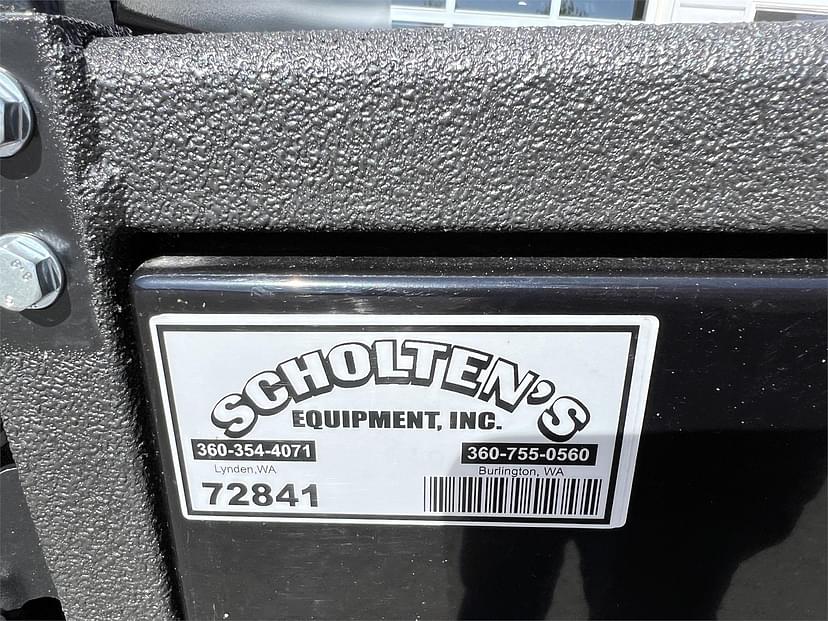 SCHOLTEN'S
EQUIPMENT, INC.
360-354-4071 360-755-0560
Lynden, WA Burlington, WA
72841